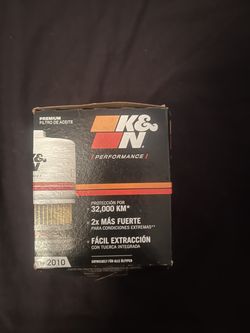 PREMIUM
FILTRO DE ACEITE
K&N
PERFORMANCE
PROTECCIÓN POR
32,000 KM*
2x MÁS FUERTE
PARA CONDICIONES EXTREMAS**
FÁCIL EXTRACCIÓN
CON TUERCA INTEGRADA
2010